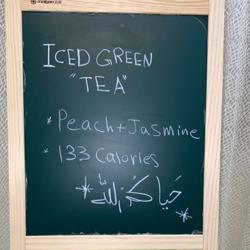 ICED GREEN
"TEA"
* Peach + Jasmine
* 133 Calories
* حياكم الله *